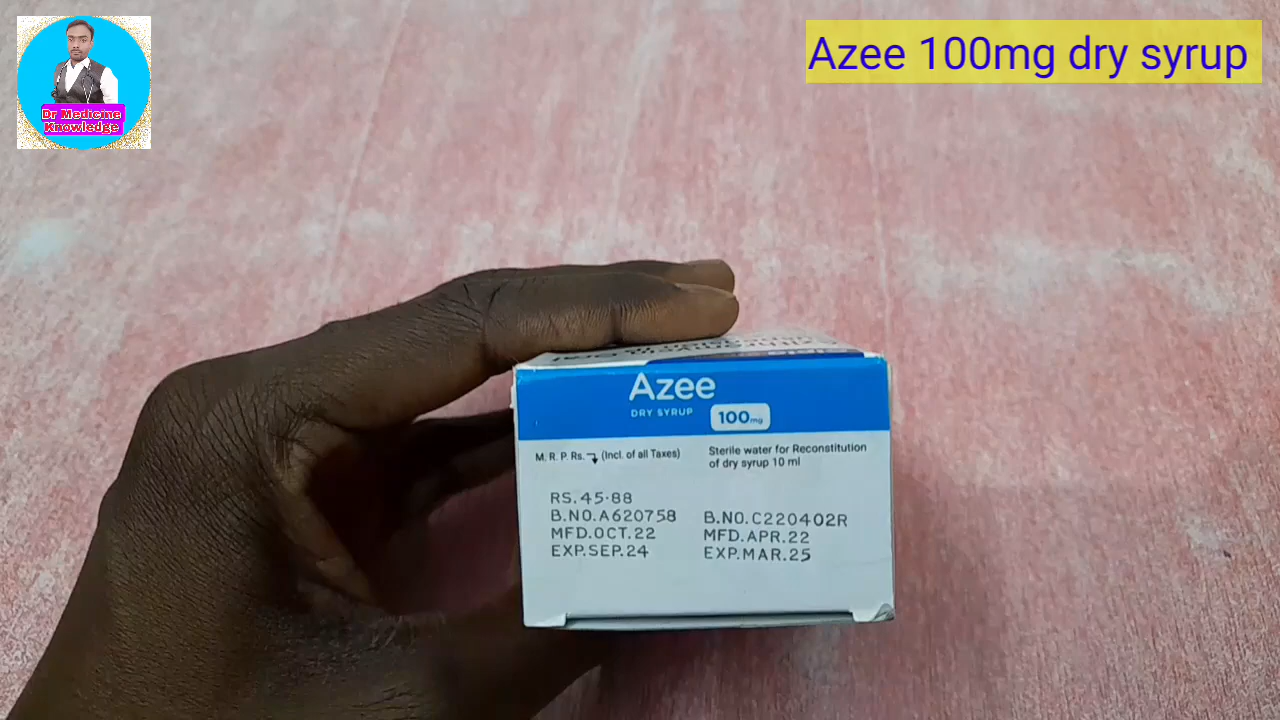 Azee 100mg dry syrup
Dr Medicine
Knowledge
Azee
DRY SYRUP 100mg
M. R. P. Rs. (Incl. of all Taxes)
Sterile water for Reconstitution
of dry syrup 10 ml
RS.45·88
B.NO.A620758
MFD.OCT.22
EXP.SEP.24
B.NO.C220402R
MFD.APR.22
EXP.MAR.25